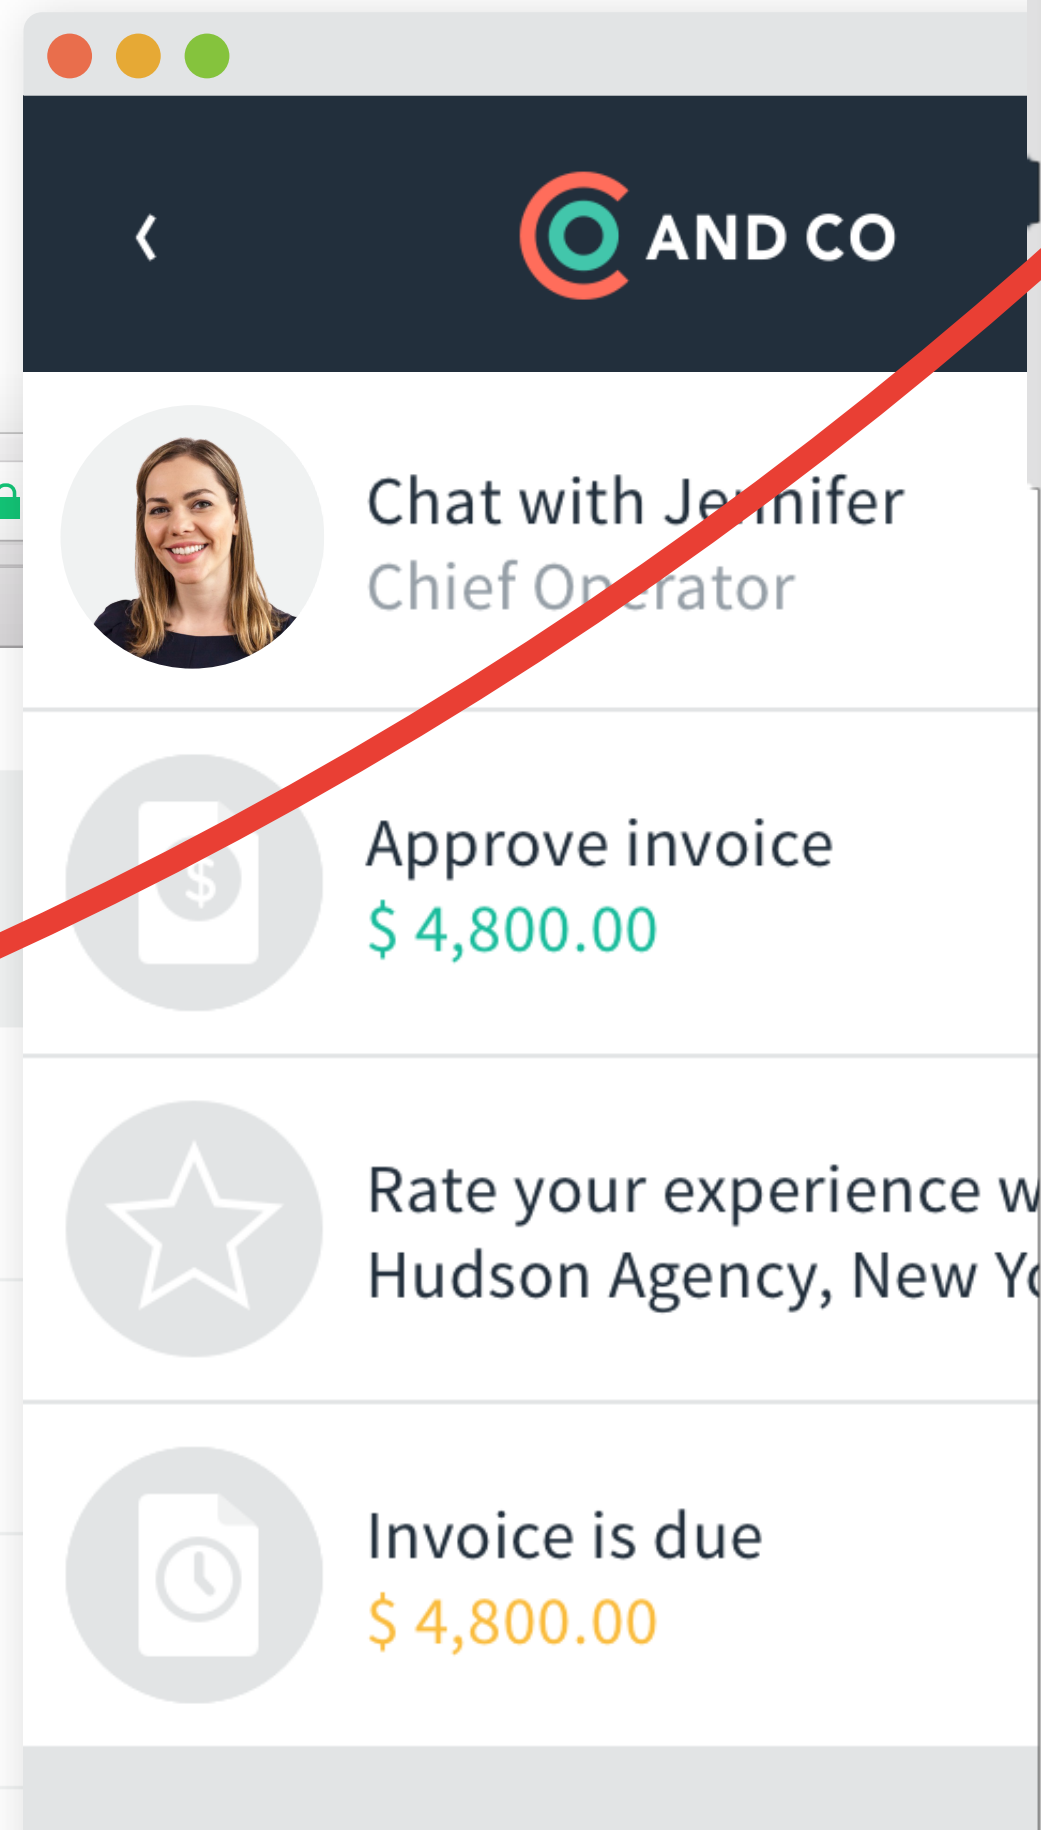 AND CO
Chat with Jennifer
Chief Operator
$
Approve invoice
$ 4,800.00
Rate your experience
Hudson Agency, New
Invoice is due
$ 4,800.00